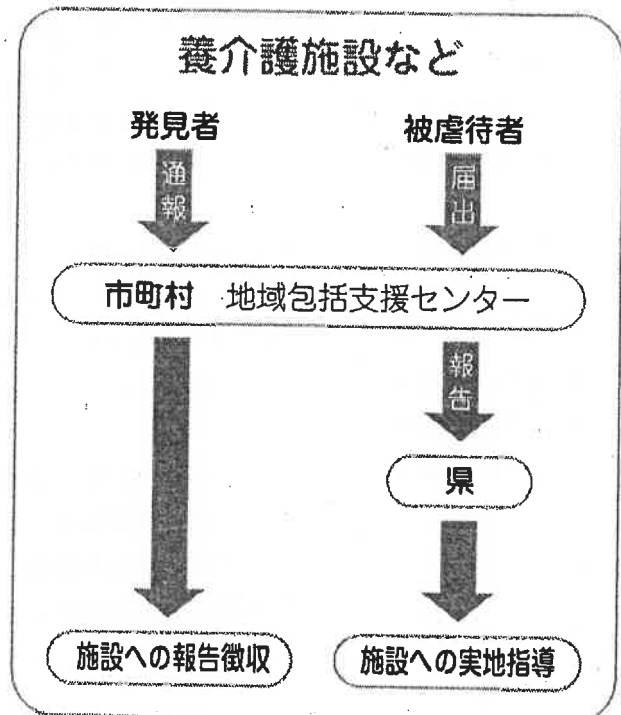 養介護施設など
発見者
被虐待者
通報
届出
市町村 地域包括支援センター
報告
県
施設への報告徴収
施設への実地指導